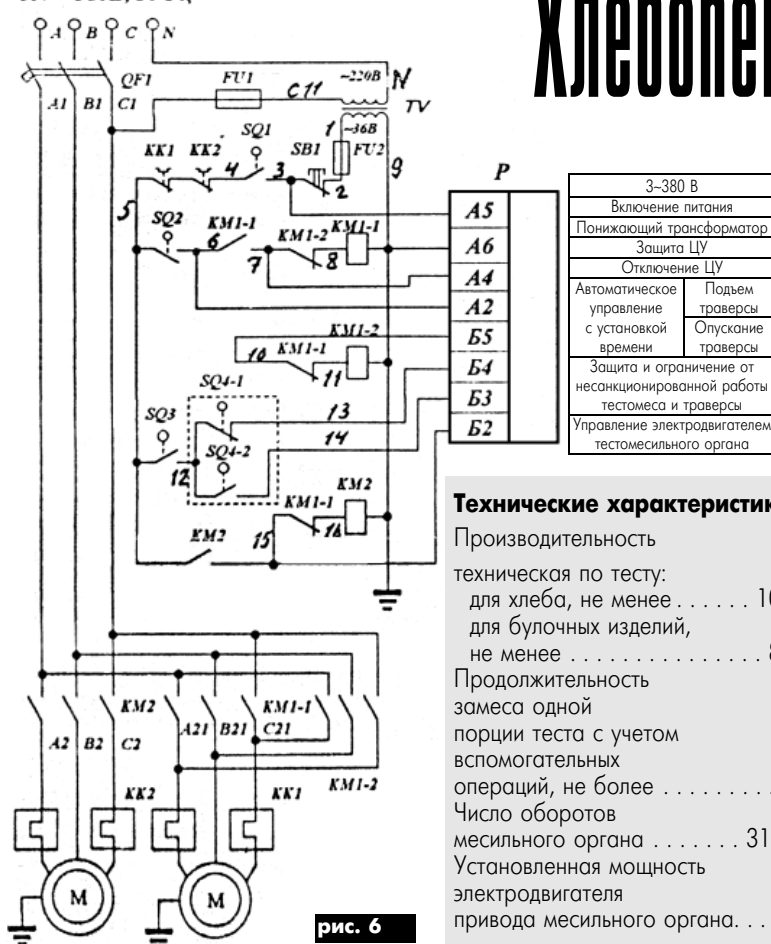 Хлебопе
A B C N
QF1
A1 B1 C1
FU1
C11
~220В
N
TV
~36В
1
FU2
9
SQ1
KK1 KK2
4
3
SB1
2
5
SQ2
KM1-1
6
7
KM1-2
8
KM1-1
KM1-2
10
KM1-1
11
SQ4-1
SQ3
SQ4-2
12
13
14
KM2
KM1-1
15
16
KM2
P
A5
A6
A4
A2
Б5
Б4
Б3
Б2
3~380 В
Включение питания
Понижающий трансформатор
Защита ЦУ
Отключение ЦУ
Автоматическое
управление
с установкой
времени
Подъем
траверсы
Опускание
траверсы
Защита и ограничение от
несанкционированной работы
тестомеса и траверсы
Управление электродвигателем
тестомесильного органа
KM2
A2 B2 C2
KM1-1
A21 B21 C21
KM1-2
KK2
KK1
M
M
рис. 6
Технические характеристик
Производительность
техническая по тесту:
для хлеба, не менее . . . . . . 10
для булочных изделий,
не менее . . . . . . . . . . . . . . . 8
Продолжительность
замеса одной
порции теста с учетом
вспомогательных
операций, не более . . . . . . . . . .
Число оборотов
месильного органа . . . . . . . 31
Установленная мощность
электродвигателя
привода месильного органа. . .